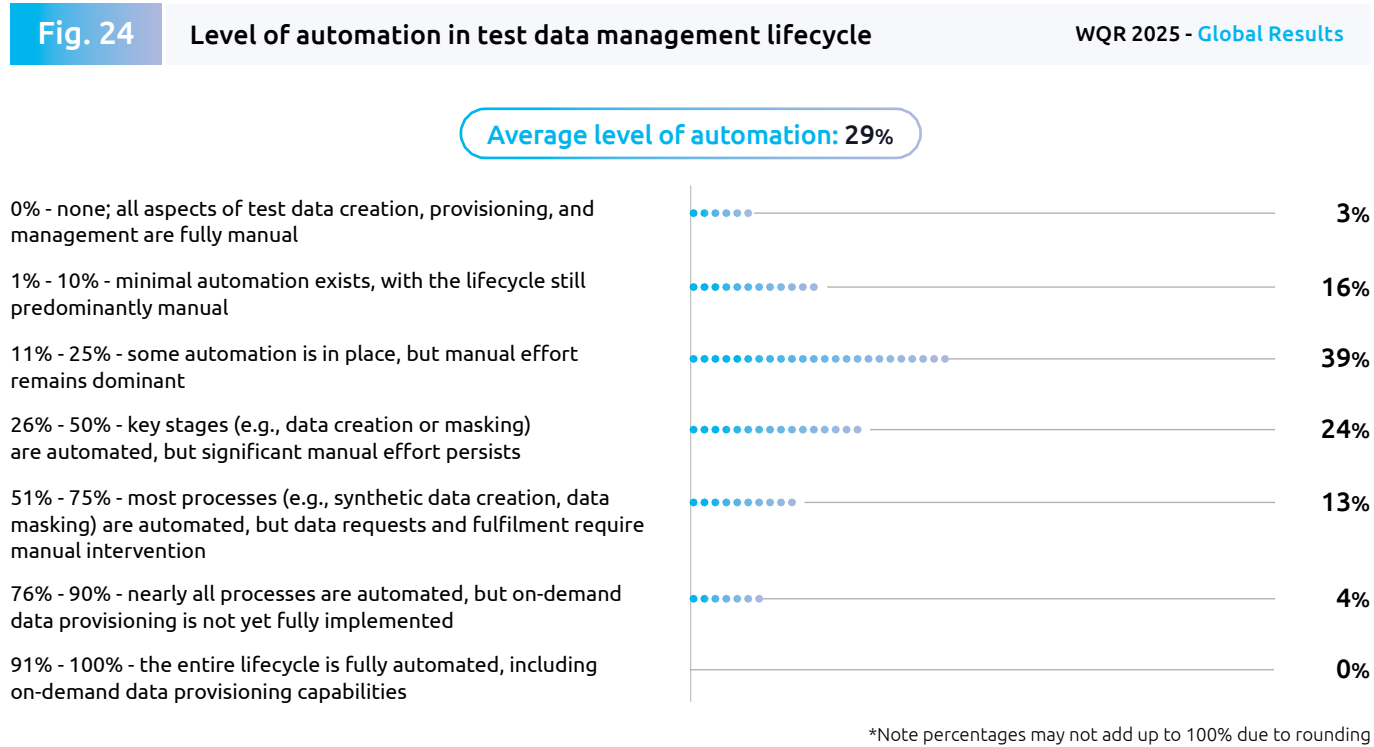 Fig. 24
Level of automation in test data management lifecycle
WQR 2025 - Global Results
Average level of automation: 29%
0% - none; all aspects of test data creation, provisioning, and
management are fully manual
3%
1% - 10% - minimal automation exists, with the lifecycle still
predominantly manual
16%
11% - 25% - some automation is in place, but manual effort
remains dominant
39%
26% - 50% - key stages (e.g., data creation or masking)
are automated, but significant manual effort persists
24%
51% - 75% - most processes (e.g., synthetic data creation, data
masking) are automated, but data requests and fulfilment require
manual intervention
13%
76% - 90% - nearly all processes are automated, but on-demand
data provisioning is not yet fully implemented
4%
91% - 100% - the entire lifecycle is fully automated, including
on-demand data provisioning capabilities
0%
*Note percentages may not add up to 100% due to rounding